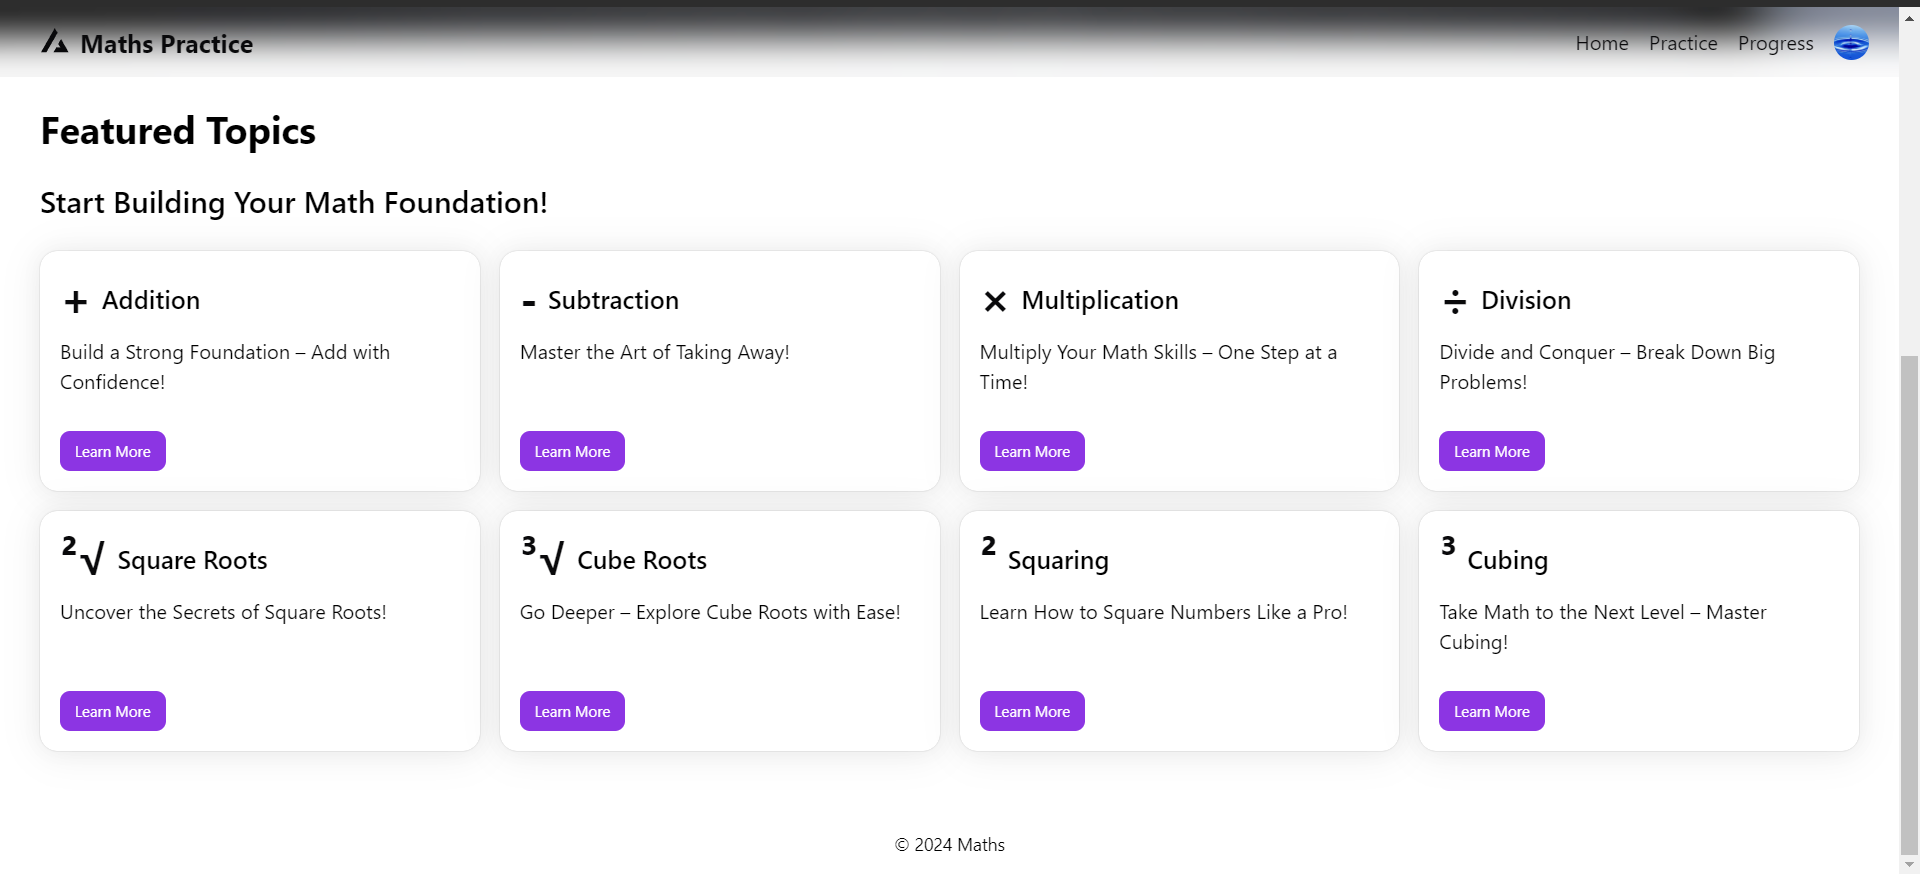 Maths Practice
Home Practice Progress
Featured Topics
Start Building Your Math Foundation!
+ Addition
Build a Strong Foundation – Add with
Confidence!
Learn More
- Subtraction
Master the Art of Taking Away!
Learn More
× Multiplication
Multiply Your Math Skills – One Step at a
Time!
Learn More
÷ Division
Divide and Conquer – Break Down Big
Problems!
Learn More
²√ Square Roots
Uncover the Secrets of Square Roots!
Learn More
³√ Cube Roots
Go Deeper – Explore Cube Roots with Ease!
Learn More
² Squaring
Learn How to Square Numbers Like a Pro!
Learn More
³ Cubing
Take Math to the Next Level – Master
Cubing!
Learn More
© 2024 Maths